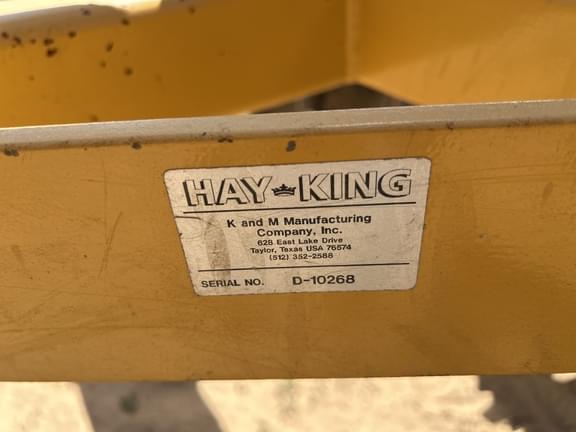 HAY KING
K and M Manufacturing
Company, Inc.
628 East Lake Drive
Taylor, Texas USA 76574
(512) 352-2588
SERIAL NO. D-10268